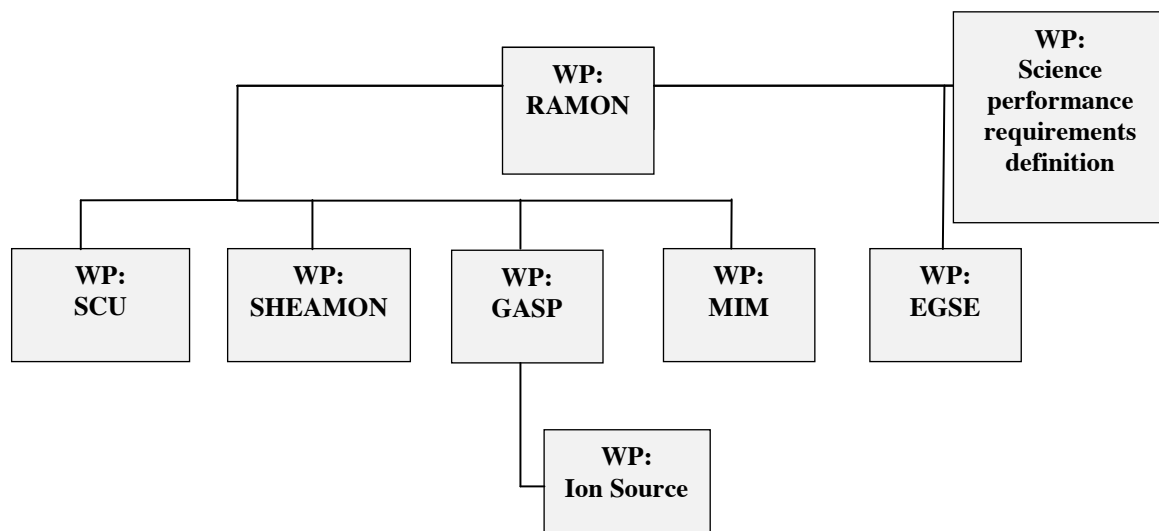 WP:
RAMON
WP:
Science
performance
requirements
definition
WP:
SCU
WP:
SHEAMON
WP:
GASP
WP:
MIM
WP:
EGSE
WP:
Ion Source